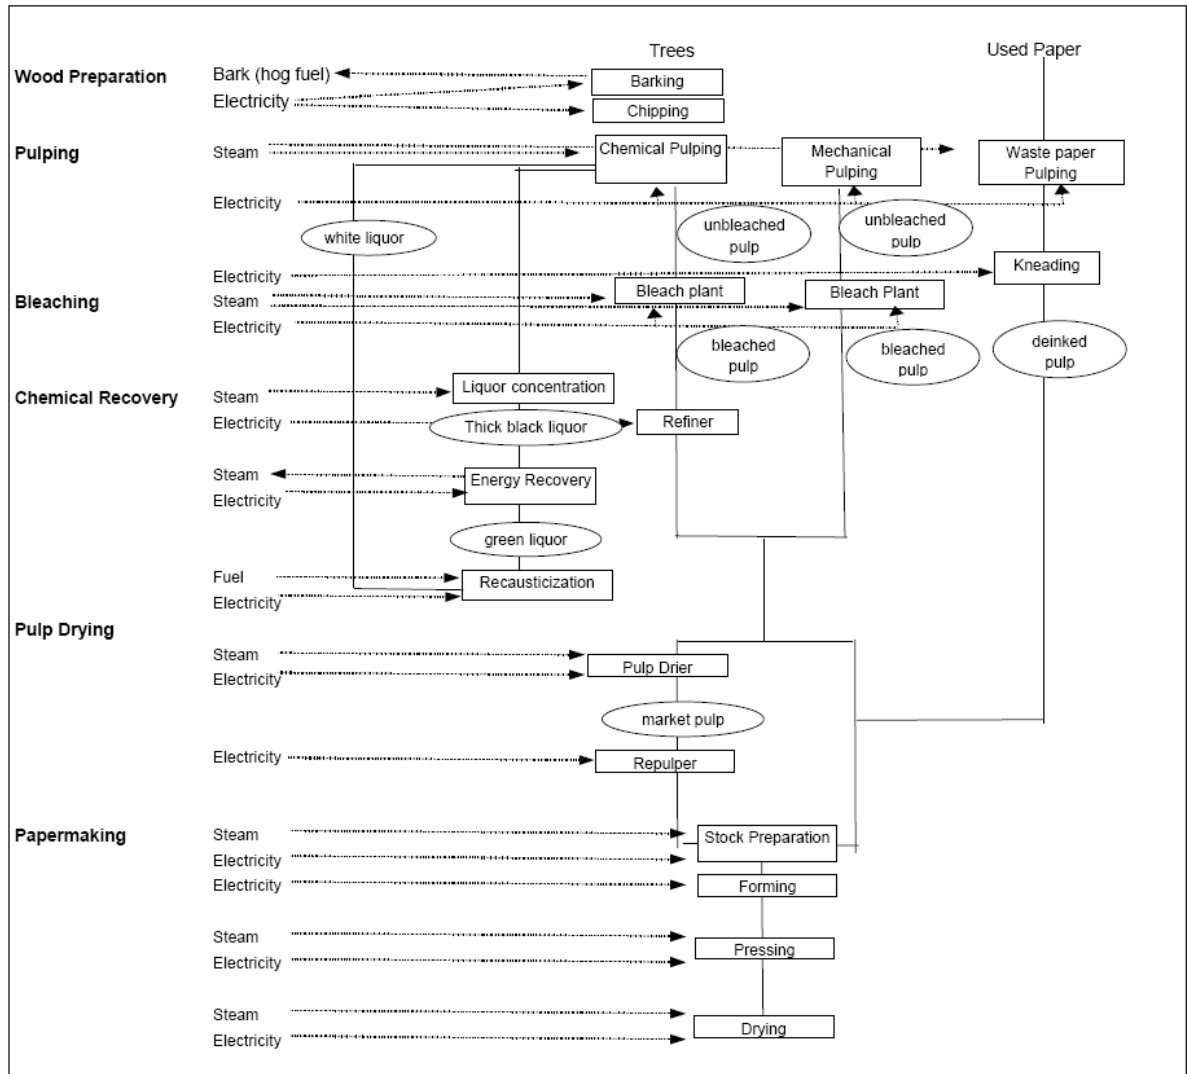 Trees
Used Paper
Wood Preparation
Bark (hog fuel)
Barking
Electricity
Chipping
Pulping
Steam
Chemical Pulping
Mechanical
Pulping
Waste paper
Pulping
Electricity
unbleached
pulp
unbleached
pulp
white liquor
Electricity
Kneading
Bleaching
Steam
Bleach plant
Bleach Plant
Electricity
bleached
pulp
bleached
pulp
deinked
pulp
Chemical Recovery
Steam
Liquor concentration
Electricity
Thick black liquor
Refiner
Steam
Energy Recovery
Electricity
green liquor
Fuel
Recausticization
Electricity
Pulp Drying
Steam
Pulp Drier
Electricity
market pulp
Electricity
Repulper
Papermaking
Steam
Stock Preparation
Electricity
Electricity
Forming
Steam
Pressing
Electricity
Steam
Drying
Electricity